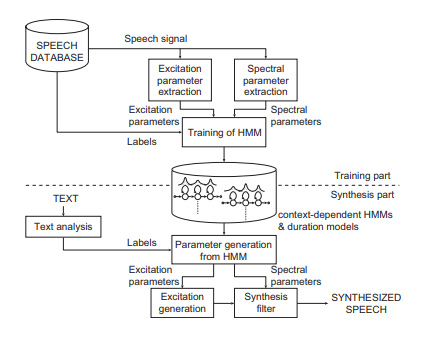 SPEECH
DATABASE
Speech signal
Excitation
parameter
extraction
Spectral
parameter
extraction
Excitation
parameters
Spectral
parameters
Labels
Training of HMM
Training part
Synthesis part
context-dependent HMMs
& duration models
TEXT
Text analysis
Labels
Parameter generation
from HMM
Excitation
parameters
Spectral
parameters
Excitation
generation
Synthesis
filter
SYNTHESIZED
SPEECH